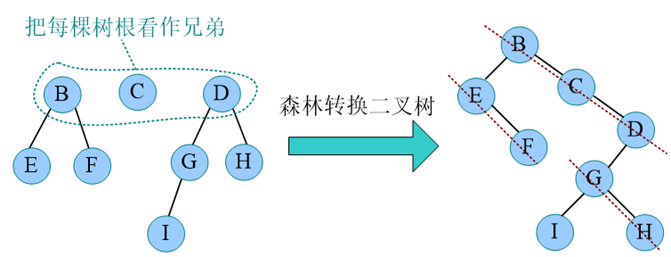 把每棵树根看作兄弟
B C D
E F G H
I
森林转换二叉树
B
E C
F D
G
I H